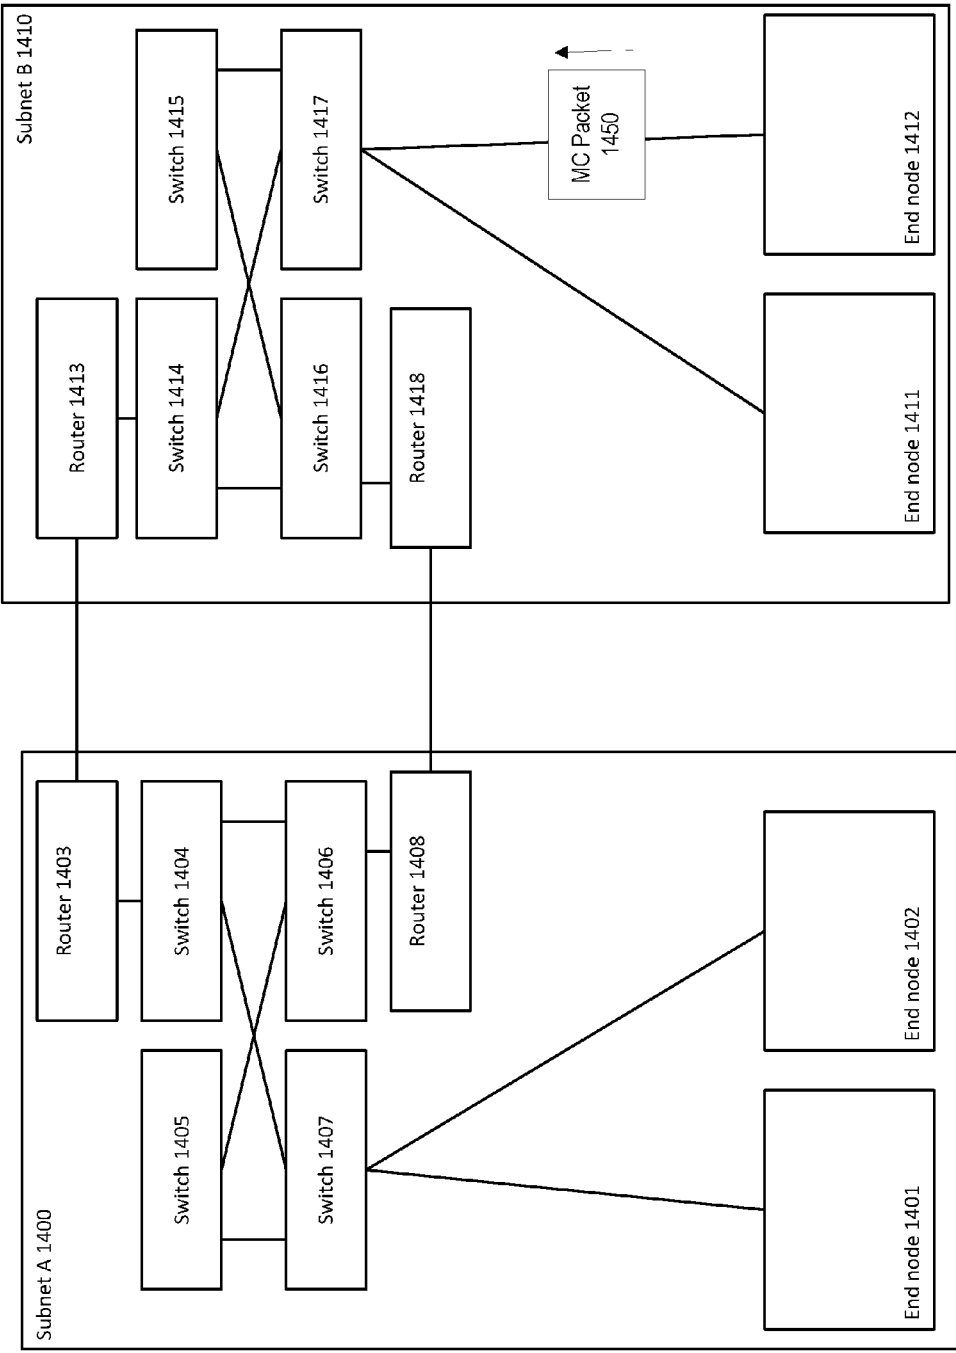 Subnet A 1400
Router 1403
Switch 1405
Switch 1404
Switch 1407
Switch 1406
Router 1408
End node 1401
End node 1402
Subnet B 1410
Router 1413
Switch 1414
Switch 1415
Switch 1416
Switch 1417
Router 1418
MC Packet
1450
End node 1411
End node 1412